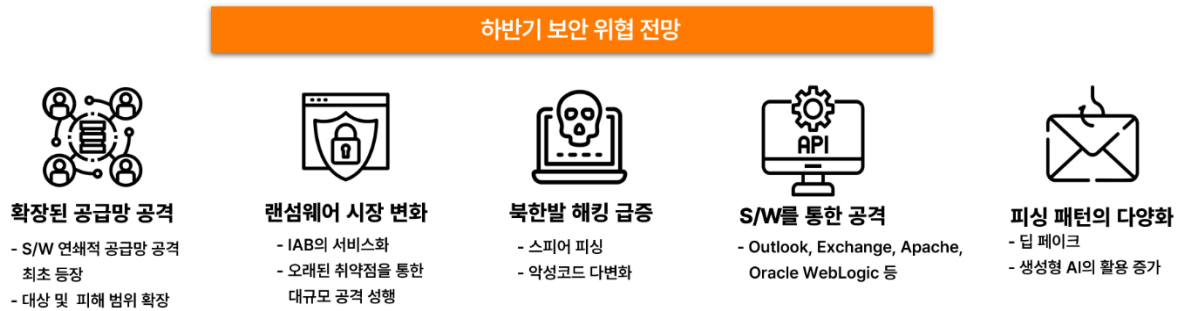 하반기 보안 위협 전망
API
확장된 공급망 공격
- S/W 연쇄적 공급망 공격
최초 등장
- 대상 및 피해 범위 확장
랜섬웨어 시장 변화
- IAB의 서비스화
- 오래된 취약점을 통한
대규모 공격 성행
북한발 해킹 급증
- 스피어 피싱
- 악성코드 다변화
S/W를 통한 공격
- Outlook, Exchange, Apache,
Oracle WebLogic 등
피싱 패턴의 다양화
- 딥 페이크
- 생성형 AI의 활용 증가